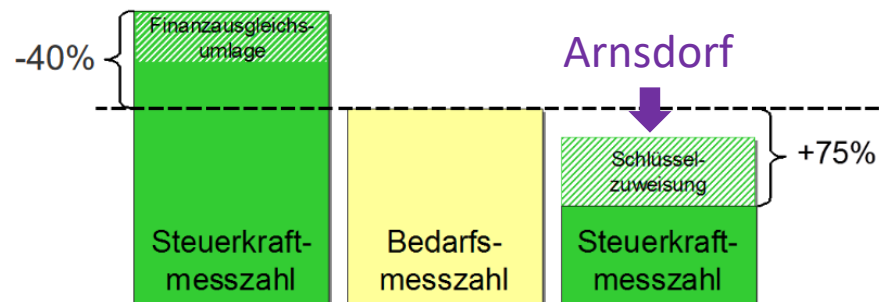 Finanzausgleichs-
umlage
-40%
Arnsdorf
Schlüssel-
zuweisung
+75%
Steuerkraft-
messzahl
Bedarfs-
messzahl
Steuerkraft-
messzahl